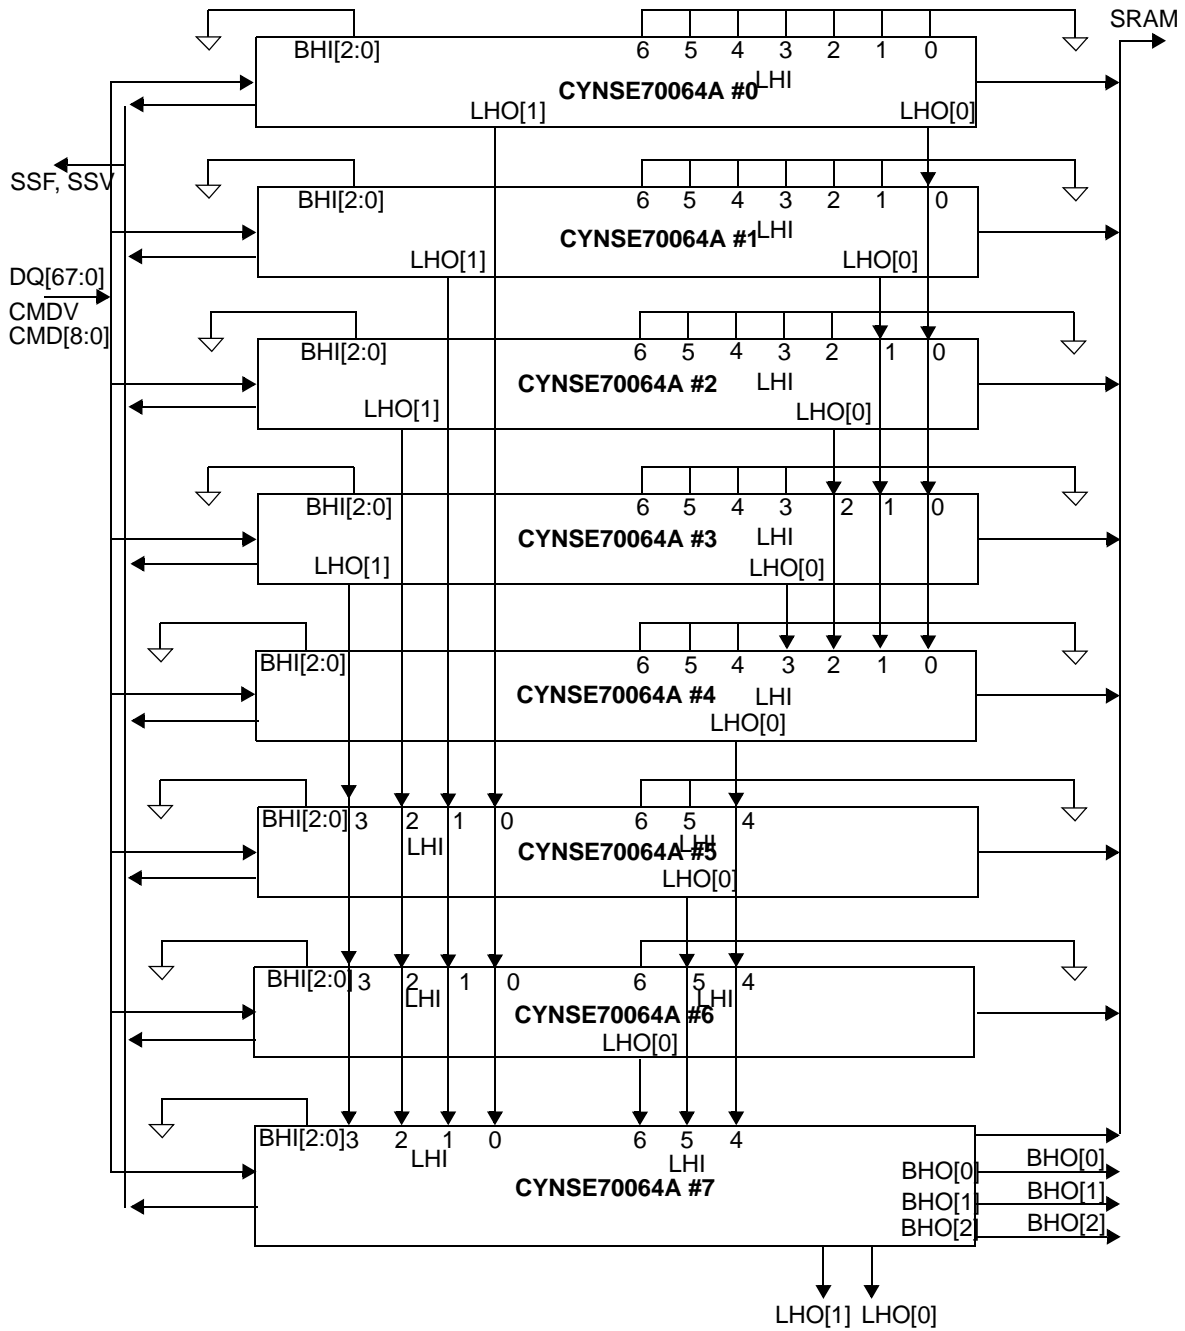 SRAM
BHI[2:0] 6 5 4 3 2 1 0
LHI
CYNSE70064A #0
LHO[1] LHO[0]
SSF, SSV
BHI[2:0] 6 5 4 3 2 1 0
LHI
CYNSE70064A #1
LHO[1] LHO[0]
DQ[67:0]
CMDV
CMD[8:0]
BHI[2:0] 6 5 4 3 2 1 0
CYNSE70064A #2 LHI
LHO[1] LHO[0]
BHI[2:0] 6 5 4 3 2 1 0
CYNSE70064A #3 LHI
LHO[1] LHO[0]
BHI[2:0] 6 5 4 3 2 1 0
CYNSE70064A #4 LHI
LHO[0]
BHI[2:0] 3 2 1 0 6 5 4
LHI CYNSE70064A #5 LHI
LHO[0]
BHI[2:0] 3 2 1 0 6 5 4
LHI LHI
CYNSE70064A #6
LHO[0]
BHI[2:0] 3 2 1 0 6 5 4
LHI LHI
CYNSE70064A #7
BHO[0] BHO[0]
BHO[1] BHO[1]
BHO[2] BHO[2]
LHO[1] LHO[0]